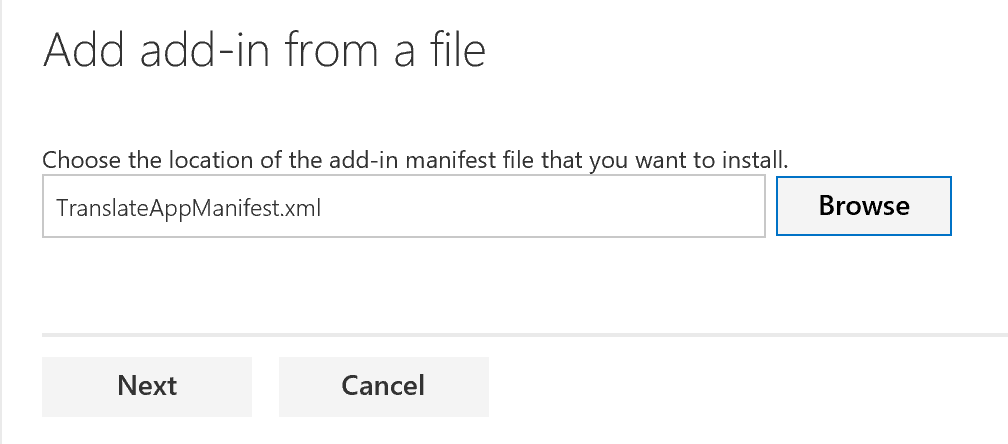 Add add-in from a file
Choose the location of the add-in manifest file that you want to install.
TranslateAppManifest.xml
Browse
Next
Cancel